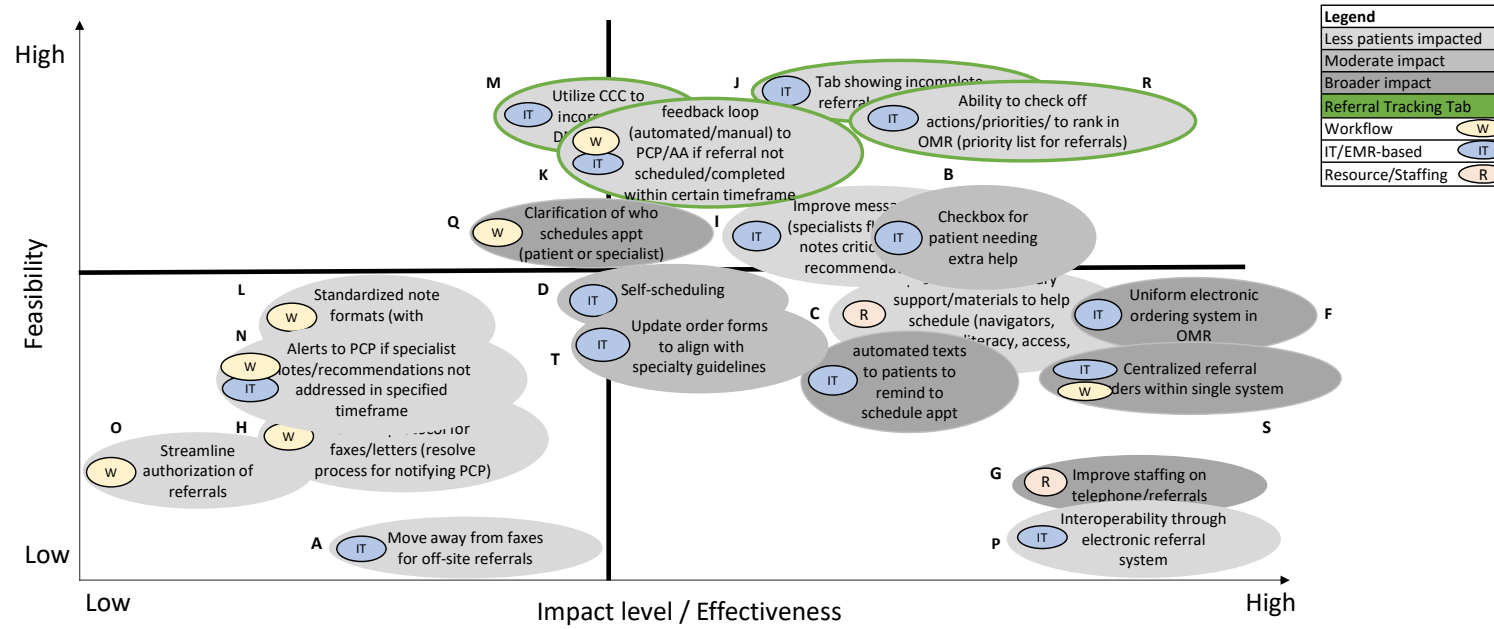 Legend
Less patients impacted
Moderate impact
Broader impact
Referral Tracking Tab
Workflow W
IT/EMR-based IT
Resource/Staffing R
High
Feasibility
Low
Low
Impact level / Effectiveness
High
M
IT
Utilize CCC to
J
IT
Tab showing incomplete
R
IT
Ability to check off
actions/priorities/ to rank in
OMR (priority list for referrals)
K
W
IT
feedback loop
(automated/manual) to
PCP/AA if referral not
scheduled/completed
within certain timeframe
B
IT
Checkbox for
patient needing
extra help
Q
W
Clarification of who
schedules appt
(patient or specialist)
I
IT
Improve
(specialists
notes
L
W
Standardized note
formats (with
D
IT
Self-scheduling
C
R
support/materials to help
schedule (navigators,
literacy, access,
IT
Uniform electronic
ordering system in
OMR
F
N
W
IT
Alerts to PCP if specialist
notes/recommendations not
addressed in specified
timeframe
T
IT
Update order forms
to align with
specialty guidelines
IT
automated texts
to patients to
remind to
schedule appt
IT
W
Centralized referral
within single system
S
O
W
Streamline
authorization of
referrals
H
W
for
faxes/letters (resolve
process for notifying PCP)
G
R
Improve staffing on
telephone/referrals
A
IT
Move away from faxes
for off-site referrals
P
IT
Interoperability through
electronic referral
system